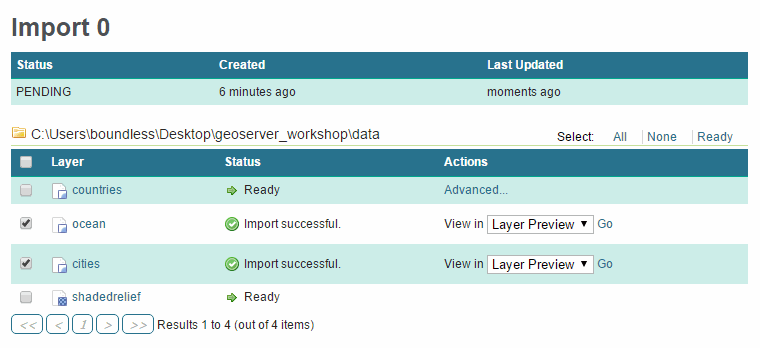 Import 0
Status Created Last Updated
PENDING 6 minutes ago moments ago
C:\Users\boundless\Desktop\geoserver_workshop\data Select: All None Ready
Layer Status Actions
countries Ready Advanced...
ocean Import successful. View in Layer Preview Go
cities Import successful. View in Layer Preview Go
shadedrelief Ready
<< < 1 > >> Results 1 to 4 (out of 4 items)